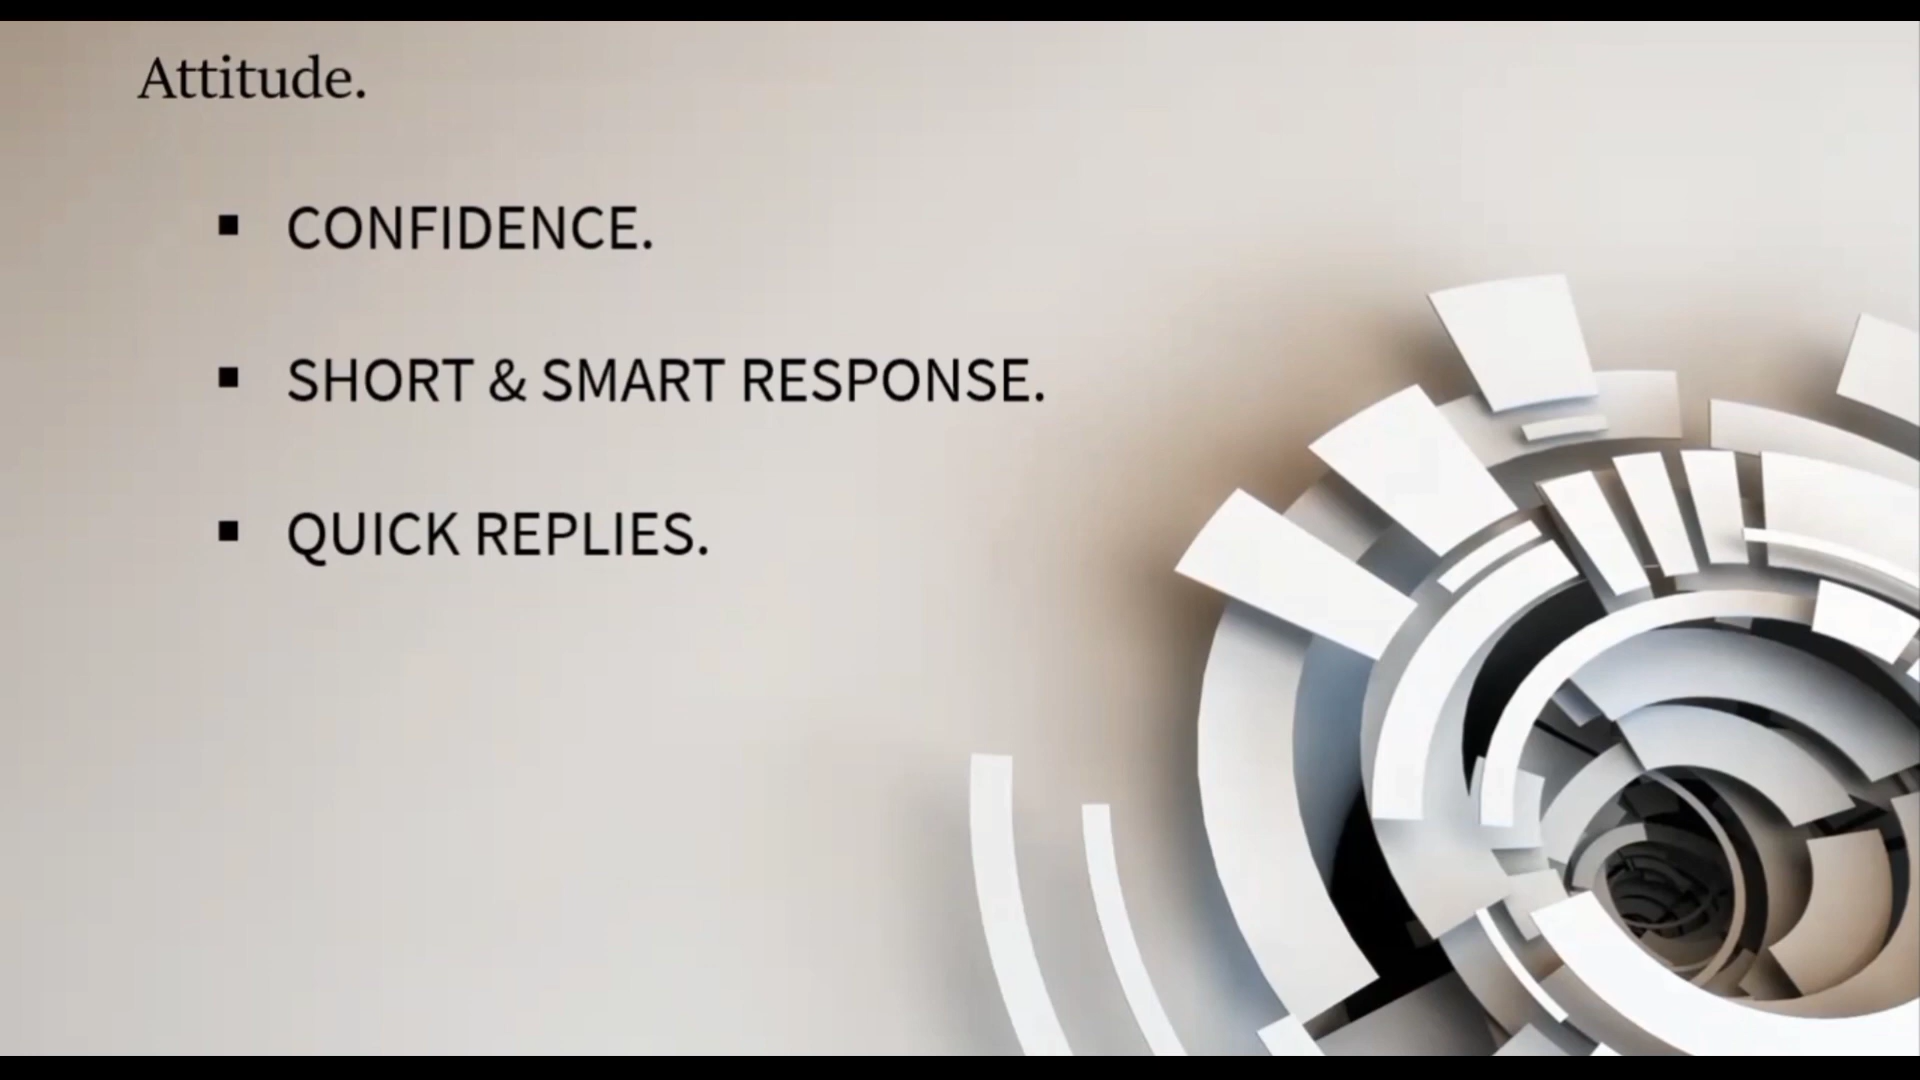 Attitude.
▪ CONFIDENCE.
▪ SHORT & SMART RESPONSE.
▪ QUICK REPLIES.